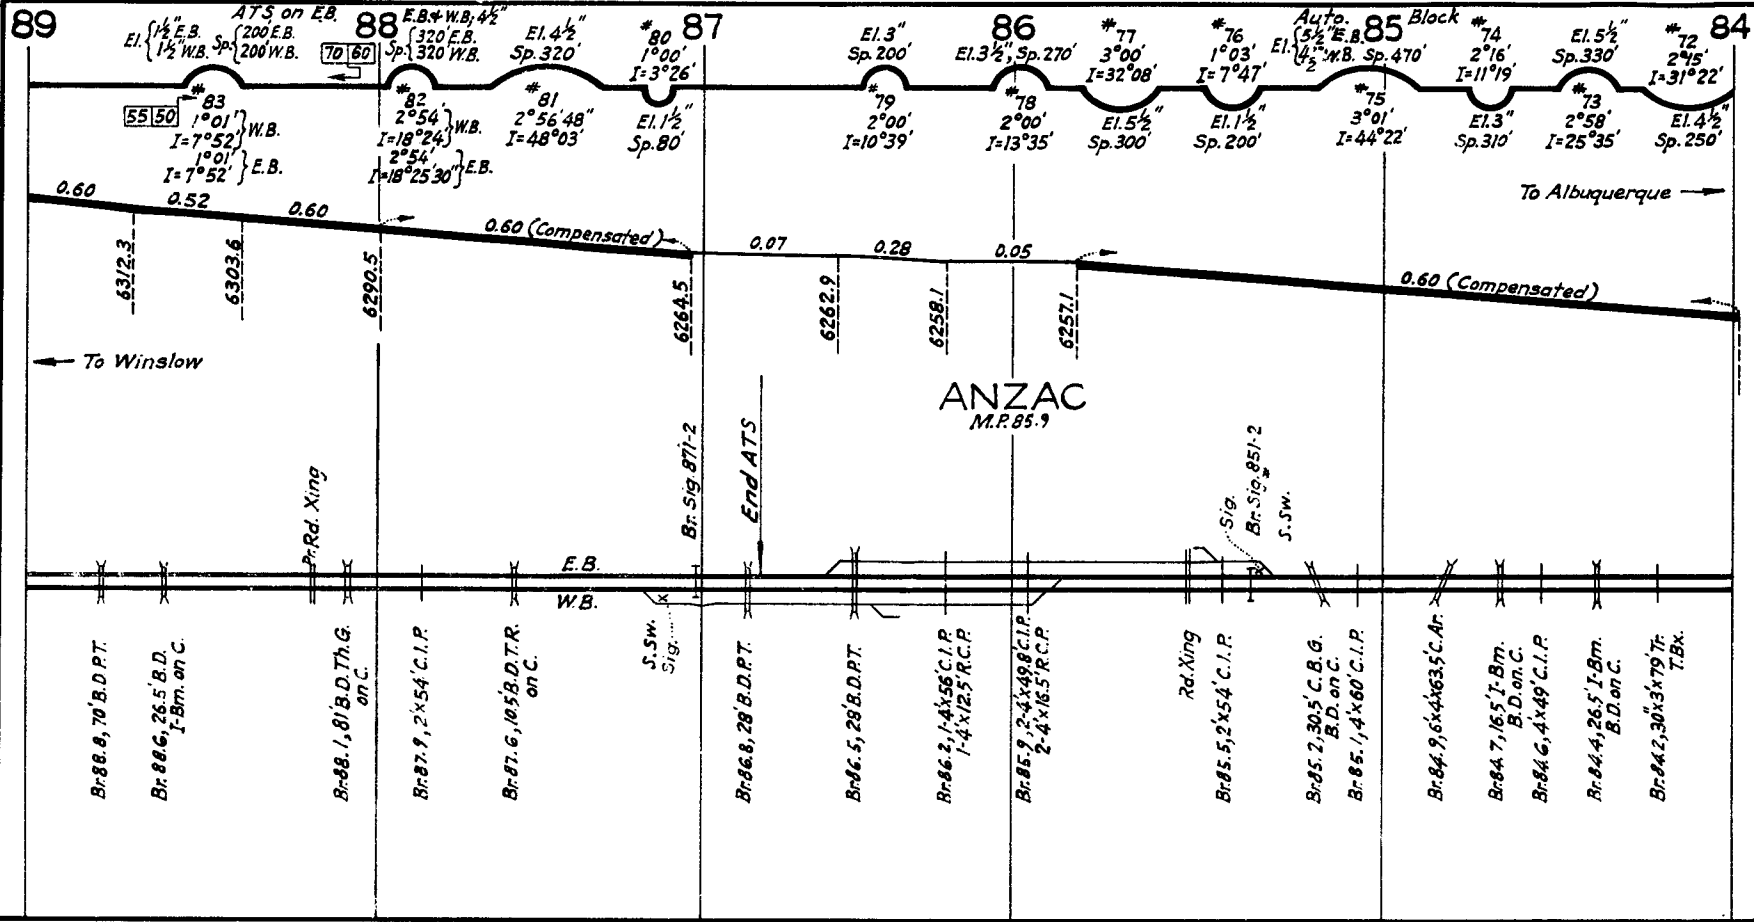 89
ATS on E.B.
El. { 1½" E.B. Sp. { 200' E.B.
1½" W.B. 200' W.B.
70 60
88
E.B. & W.B; 4½"
Sp. { 320' E.B.
320' W.B.
El. 4½"
Sp. 320'
#80
1°00'
I=3°26'
87
El. 3"
Sp. 200'
86
El. 3½", Sp. 270'
#77
3°00'
I=32°08'
#76
1°03'
I=7°47'
Auto. Block
85
El. { 5½" E.B.
4½" W.B. Sp. 470'
#74
2°16'
I=11°19'
El. 5½"
Sp. 330'
#72
2°15'
I=31°22'
84
55 50
#83
1°01'
I=7°52' } W.B.
1°01'
I=7°52' } E.B.
#82
2°54'
I=18°24' } W.B.
2°54'
I=18°25'30" } E.B.
#81
2°56'48"
I=48°03'
El. 1½"
Sp. 80'
#79
2°00'
I=10°39'
#78
2°00'
I=13°35'
El. 5½"
Sp. 300'
El. 1½"
Sp. 200'
#75
3°01'
I=44°22'
El. 3"
Sp. 310'
#73
2°58'
I=25°35'
El. 4½"
Sp. 250'
To Albuquerque
0.60
0.52
0.60
0.60 (Compensated)
0.07
0.28
0.05
0.60 (Compensated)
6312.3
6303.6
6290.5
6264.5
6262.9
6258.1
6257.1
To Winslow
ANZAC
M.P. 85.9
Pr. Rd. Xing
Br. Sig. 871-2
End ATS
Sig.
Br. Sig. 851-2
S. Sw.
E.B.
W.B.
Br. 88.8, 70' B.D.P.T.
Br. 88.6, 26.5' B.D.
I-Bm. on C.
Br. 88.1, 81' B.D.Th.G.
on C.
Br. 87.9, 2'x54' C.I.P.
Br. 87.6, 10.5' B.D.T.R.
on C.
S. Sw.
Sig.
Br. 86.8, 28' B.D.P.T.
Br. 86.5, 28' B.D.P.T.
Br. 86.2, 1-4'x56' C.I.P.
1-4'x12.5' R.C.P.
Br. 85.9, 2-4'x49.8' C.I.P.
2-4'x16.5' R.C.P.
Rd. Xing
Br. 85.5, 2'x54' C.I.P.
Br. 85.2, 30.5' C.B.G.
B.D. on C.
Br. 85.1, 4'x60' C.I.P.
Br. 84.9, 6'x4'x63.5' C. Ar.
Br. 84.7, 16.5' I-Bm.
B.D. on C.
Br. 84.6, 4'x49' C.I.P.
Br. 84.4, 26.5' I-Bm.
B.D. on C.
Br. 84.2, 30"x3'x79' Tr.
T. Bx.